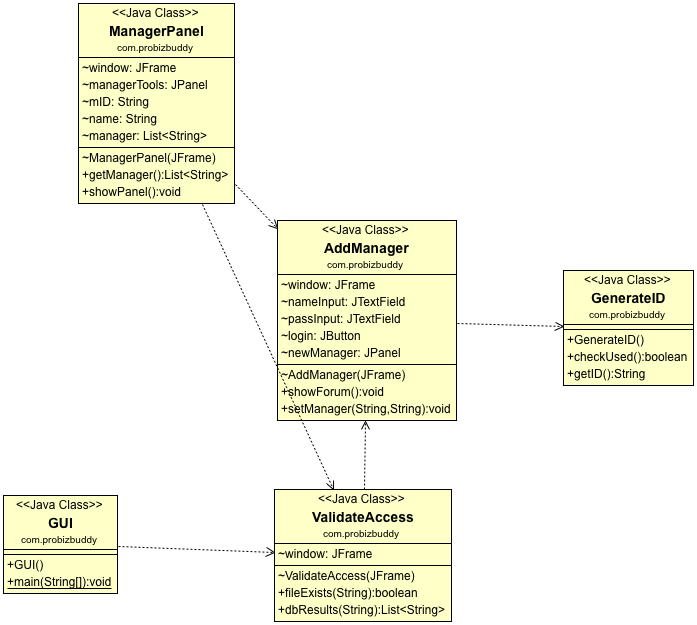 <<Java Class>>
ManagerPanel
com.probizbuddy
~window: JFrame
~managerTools: JPanel
~mID: String
~name: String
~manager: List<String>
~ManagerPanel(JFrame)
+getManager():List<String>
+showPanel():void
<<Java Class>>
AddManager
com.probizbuddy
~window: JFrame
~nameInput: JTextField
~passInput: JTextField
~login: JButton
~newManager: JPanel
~AddManager(JFrame)
+showForum():void
+setManager(String,String):void
<<Java Class>>
GenerateID
com.probizbuddy
+GenerateID()
+checkUsed():boolean
+getID():String
<<Java Class>>
GUI
com.probizbuddy
+GUI()
+main(String[]):void
<<Java Class>>
ValidateAccess
com.probizbuddy
~window: JFrame
~ValidateAccess(JFrame)
+fileExists(String):boolean
+dbResults(String):List<String>